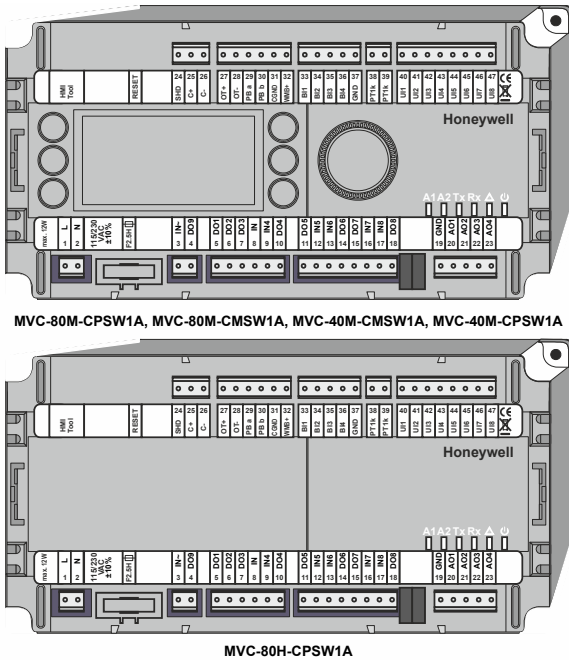 HMI Tool RESET 24 SHD 25 C+ 26 C- 27 OT+ 28 OT- 29 PB a 30 PB b 31 CGND 32 WMB+ 33 BI1 34 BI2 35 BI3 36 BI4 37 GND 38 PT1k 39 PT1k 40 UI1 41 UI2 42 UI3 43 UI4 44 UI5 45 UI6 46 UI7 47 UI8 CE
Honeywell
A1 A2 Tx Rx
max. 12W L 1 N 2 115/230 VAC ±10% F2.5H IN~ 3 DO9 4 DO1 5 DO2 6 DO3 7 IN 8 IN4 9 DO4 10 DO5 11 IN5 12 IN6 13 DO6 14 DO7 15 IN7 16 IN8 17 DO8 18 GND 19 AO1 20 AO2 21 AO3 22 AO4 23
MVC-80M-CPSW1A, MVC-80M-CMSW1A, MVC-40M-CMSW1A, MVC-40M-CPSW1A
HMI Tool RESET 24 SHD 25 C+ 26 C- 27 OT+ 28 OT- 29 PB a 30 PB b 31 CGND 32 WMB+ 33 BI1 34 BI2 35 BI3 36 BI4 37 GND 38 PT1k 39 PT1k 40 UI1 41 UI2 42 UI3 43 UI4 44 UI5 45 UI6 46 UI7 47 UI8 CE
Honeywell
A1 A2 Tx Rx
max. 12W L 1 N 2 115/230 VAC ±10% F2.5H IN~ 3 DO9 4 DO1 5 DO2 6 DO3 7 IN 8 IN4 9 DO4 10 DO5 11 IN5 12 IN6 13 DO6 14 DO7 15 IN7 16 IN8 17 DO8 18 GND 19 AO1 20 AO2 21 AO3 22 AO4 23
MVC-80H-CPSW1A